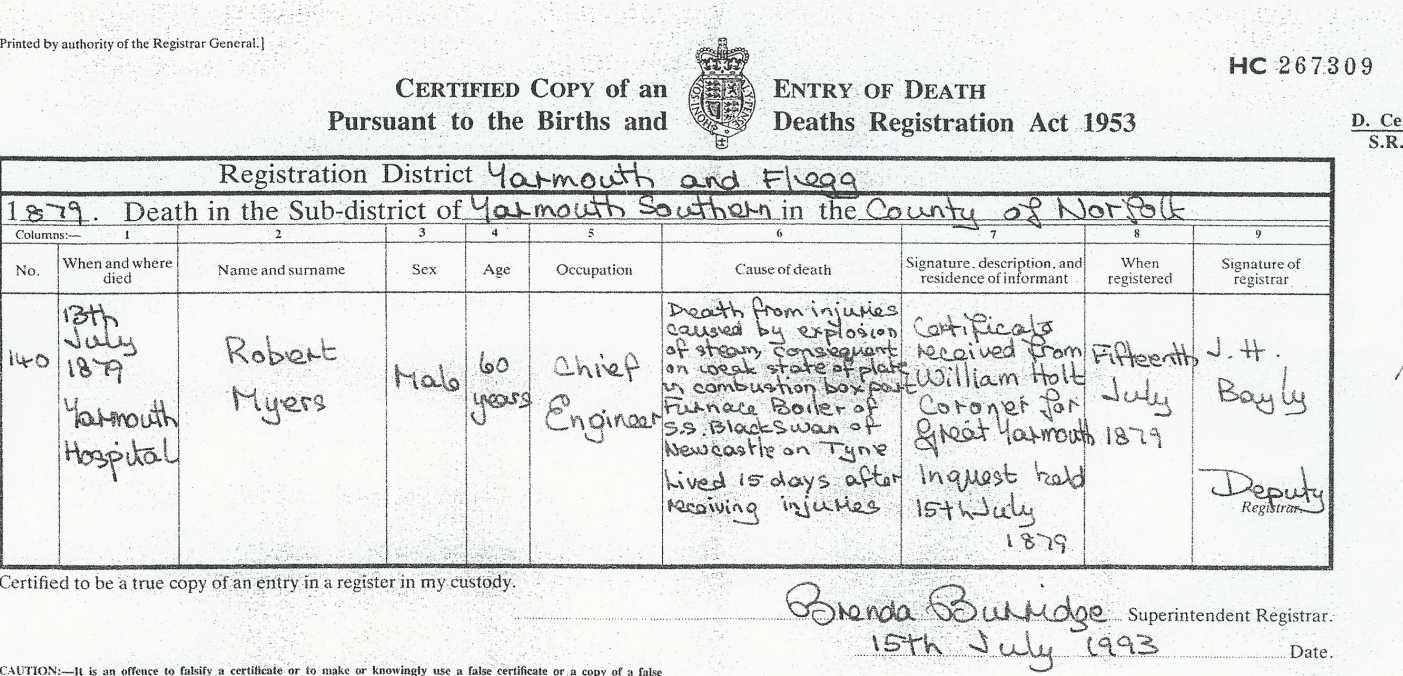 Printed by authority of the Registrar General.]
HC 267309
CERTIFIED COPY of an ENTRY OF DEATH
Pursuant to the Births and Deaths Registration Act 1953
D. Ce
S.R.
Registration District Yarmouth and Flegg
1879. Death in the Sub-district of Yarmouth Southern in the County of Norfolk
Columns:— 1 2 3 4 5 6 7 8 9
No.
When and where
died
Name and surname
Sex
Age
Occupation
Cause of death
Signature, description, and
residence of informant
When
registered
Signature of
registrar
140
13th
July
1879
Yarmouth
Hospital
Robert
Myers
Male
60
years
Chief
Engineer
Death from injuries
caused by explosion
of steam, consequent
on weak state of plate
in combustion box part
Furnace Boiler of
S.S. Black Swan of
Newcastle on Tyne
Lived 15 days after
receiving injuries
Certificate
received from
William Holt
Coroner for
Great Yarmouth
Inquest held
15th July
1879
Fifteenth
July
1879
J. H.
Bayly
Deputy
Registrar
Certified to be a true copy of an entry in a register in my custody.
Brenda Burridge Superintendent Registrar.
15th July 1993 Date.
CAUTION:—It is an offence to falsify a certificate or to make or knowingly use a false certificate or a copy of a false